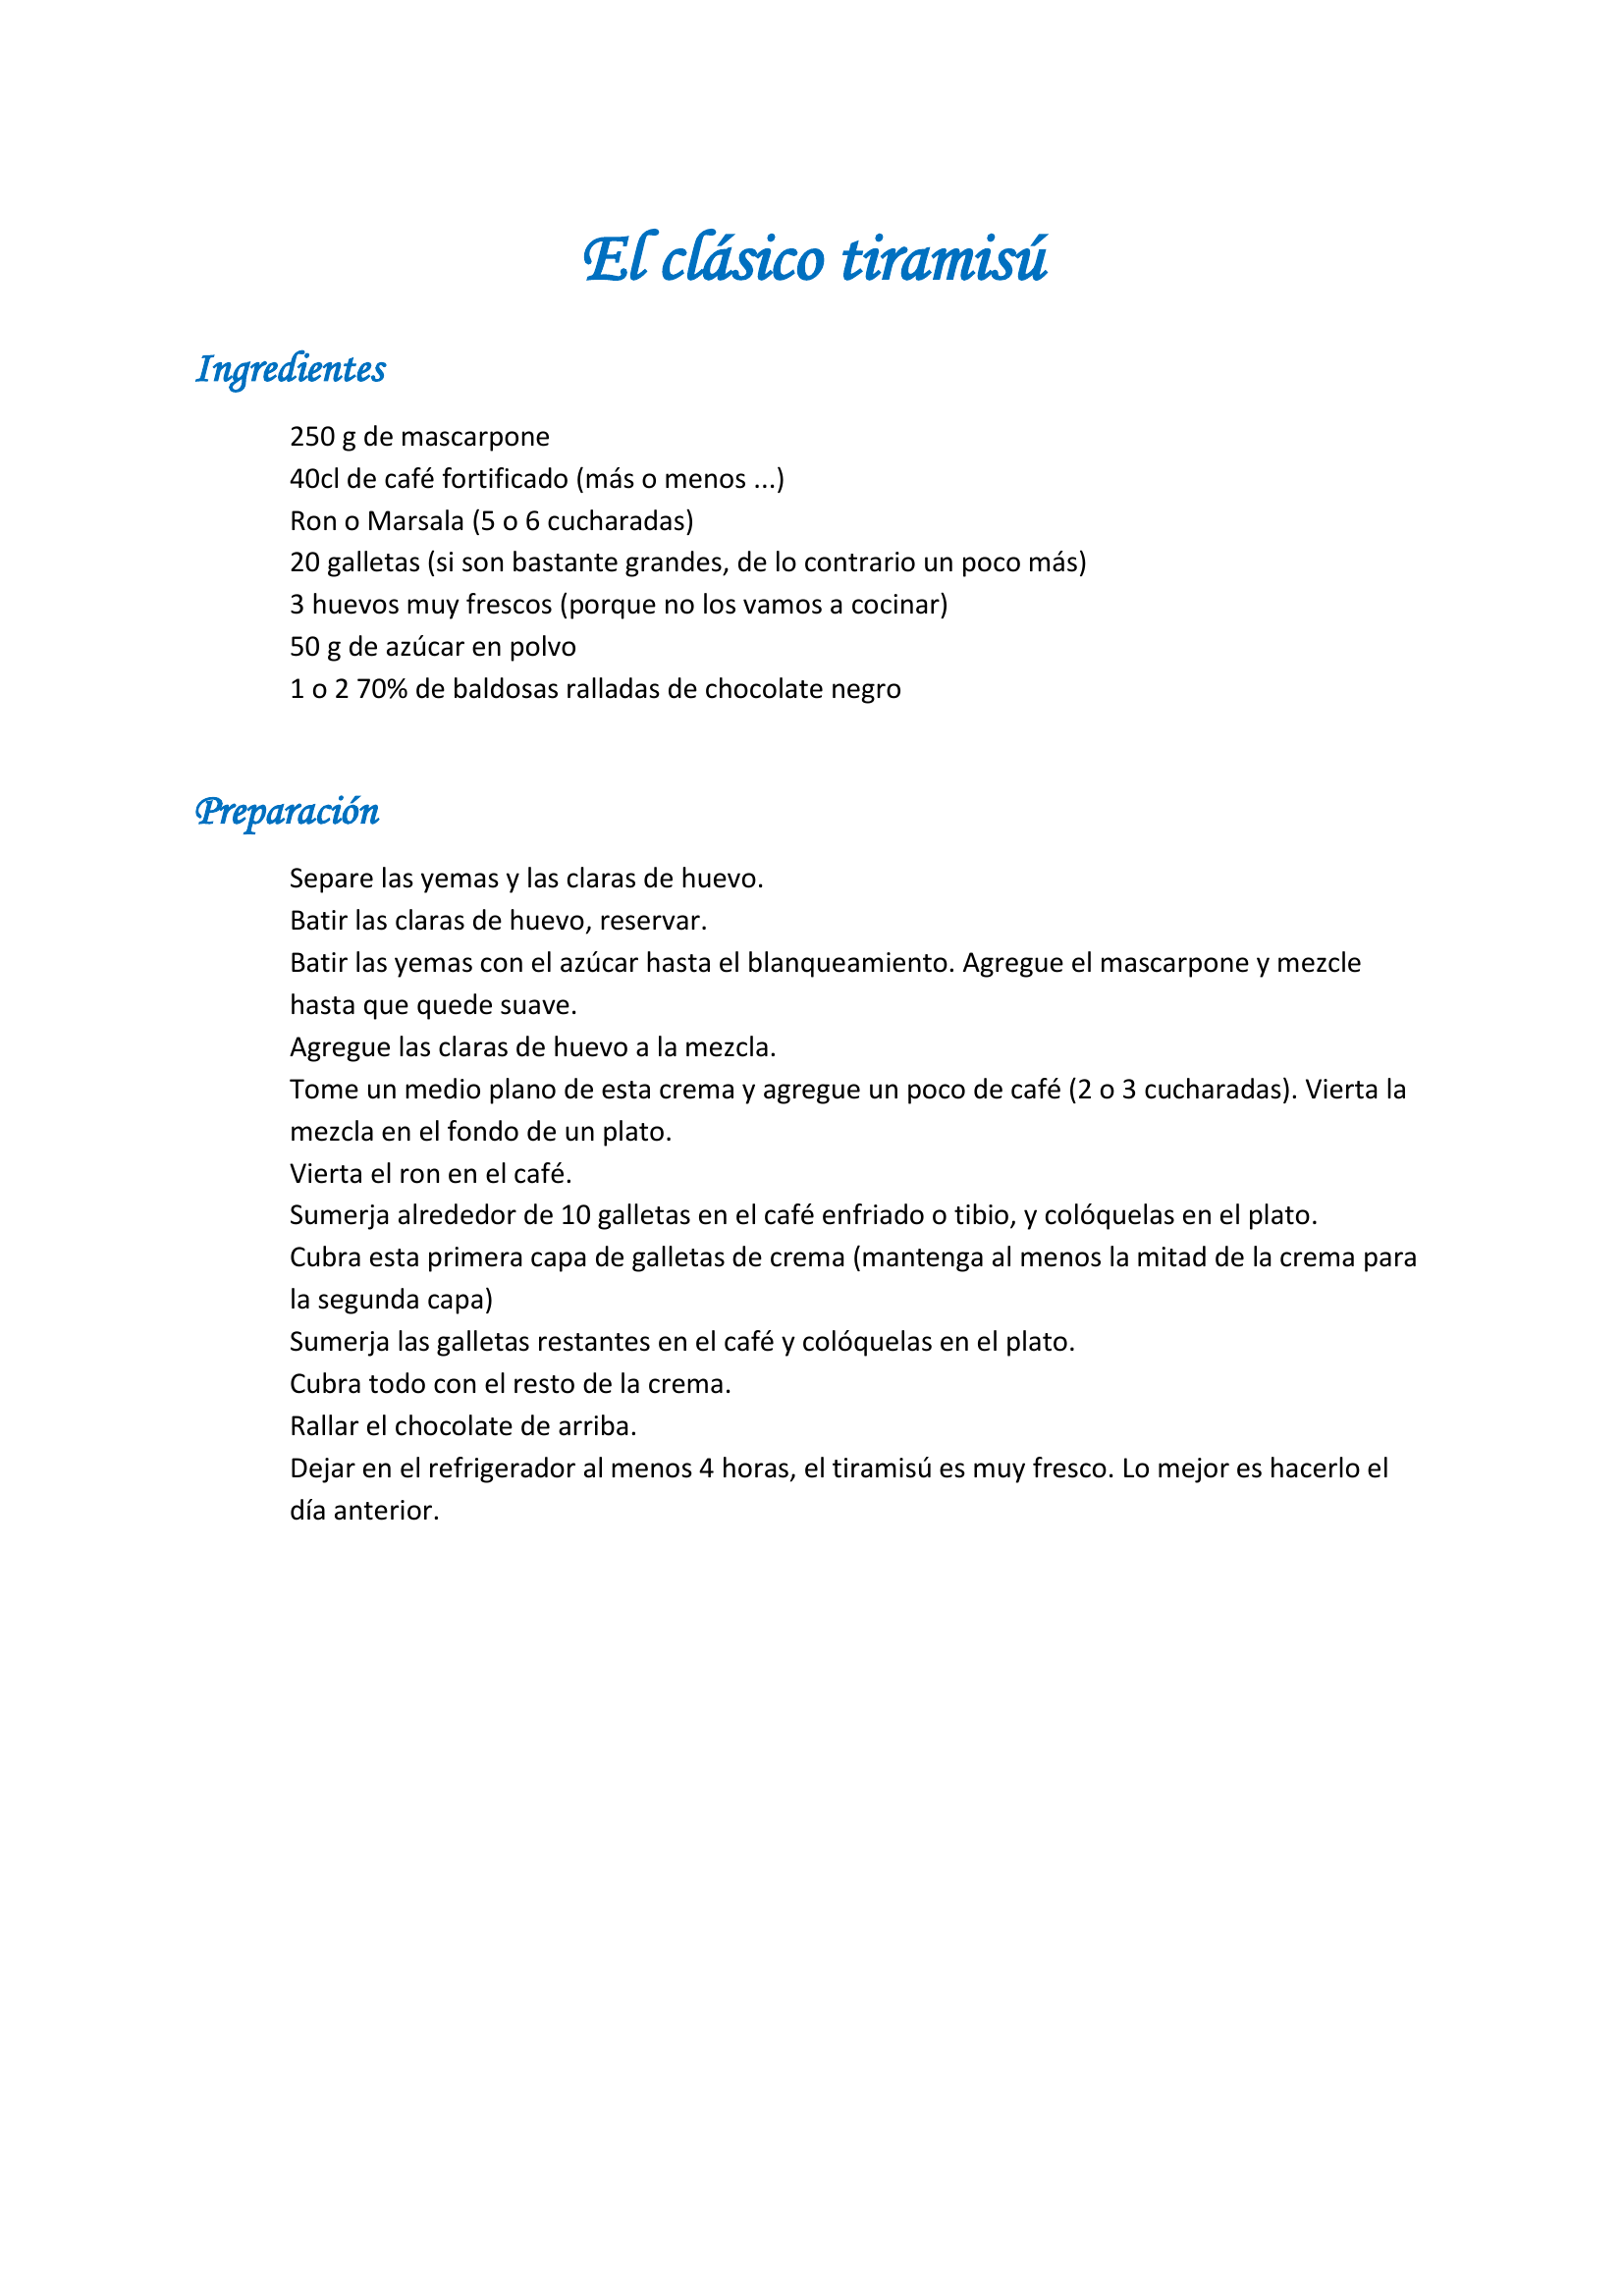 El clásico tiramisú
Ingredientes
250 g de mascarpone
40cl de café fortificado (más o menos ...)
Ron o Marsala (5 o 6 cucharadas)
20 galletas (si son bastante grandes, de lo contrario un poco más)
3 huevos muy frescos (porque no los vamos a cocinar)
50 g de azúcar en polvo
1 o 2 70% de baldosas ralladas de chocolate negro
Preparación
Separe las yemas y las claras de huevo.
Batir las claras de huevo, reservar.
Batir las yemas con el azúcar hasta el blanqueamiento. Agregue el mascarpone y mezcle
hasta que quede suave.
Agregue las claras de huevo a la mezcla.
Tome un medio plano de esta crema y agregue un poco de café (2 o 3 cucharadas). Vierta la
mezcla en el fondo de un plato.
Vierta el ron en el café.
Sumerja alrededor de 10 galletas en el café enfriado o tibio, y colóquelas en el plato.
Cubra esta primera capa de galletas de crema (mantenga al menos la mitad de la crema para
la segunda capa)
Sumerja las galletas restantes en el café y colóquelas en el plato.
Cubra todo con el resto de la crema.
Rallar el chocolate de arriba.
Dejar en el refrigerador al menos 4 horas, el tiramisú es muy fresco. Lo mejor es hacerlo el
día anterior.